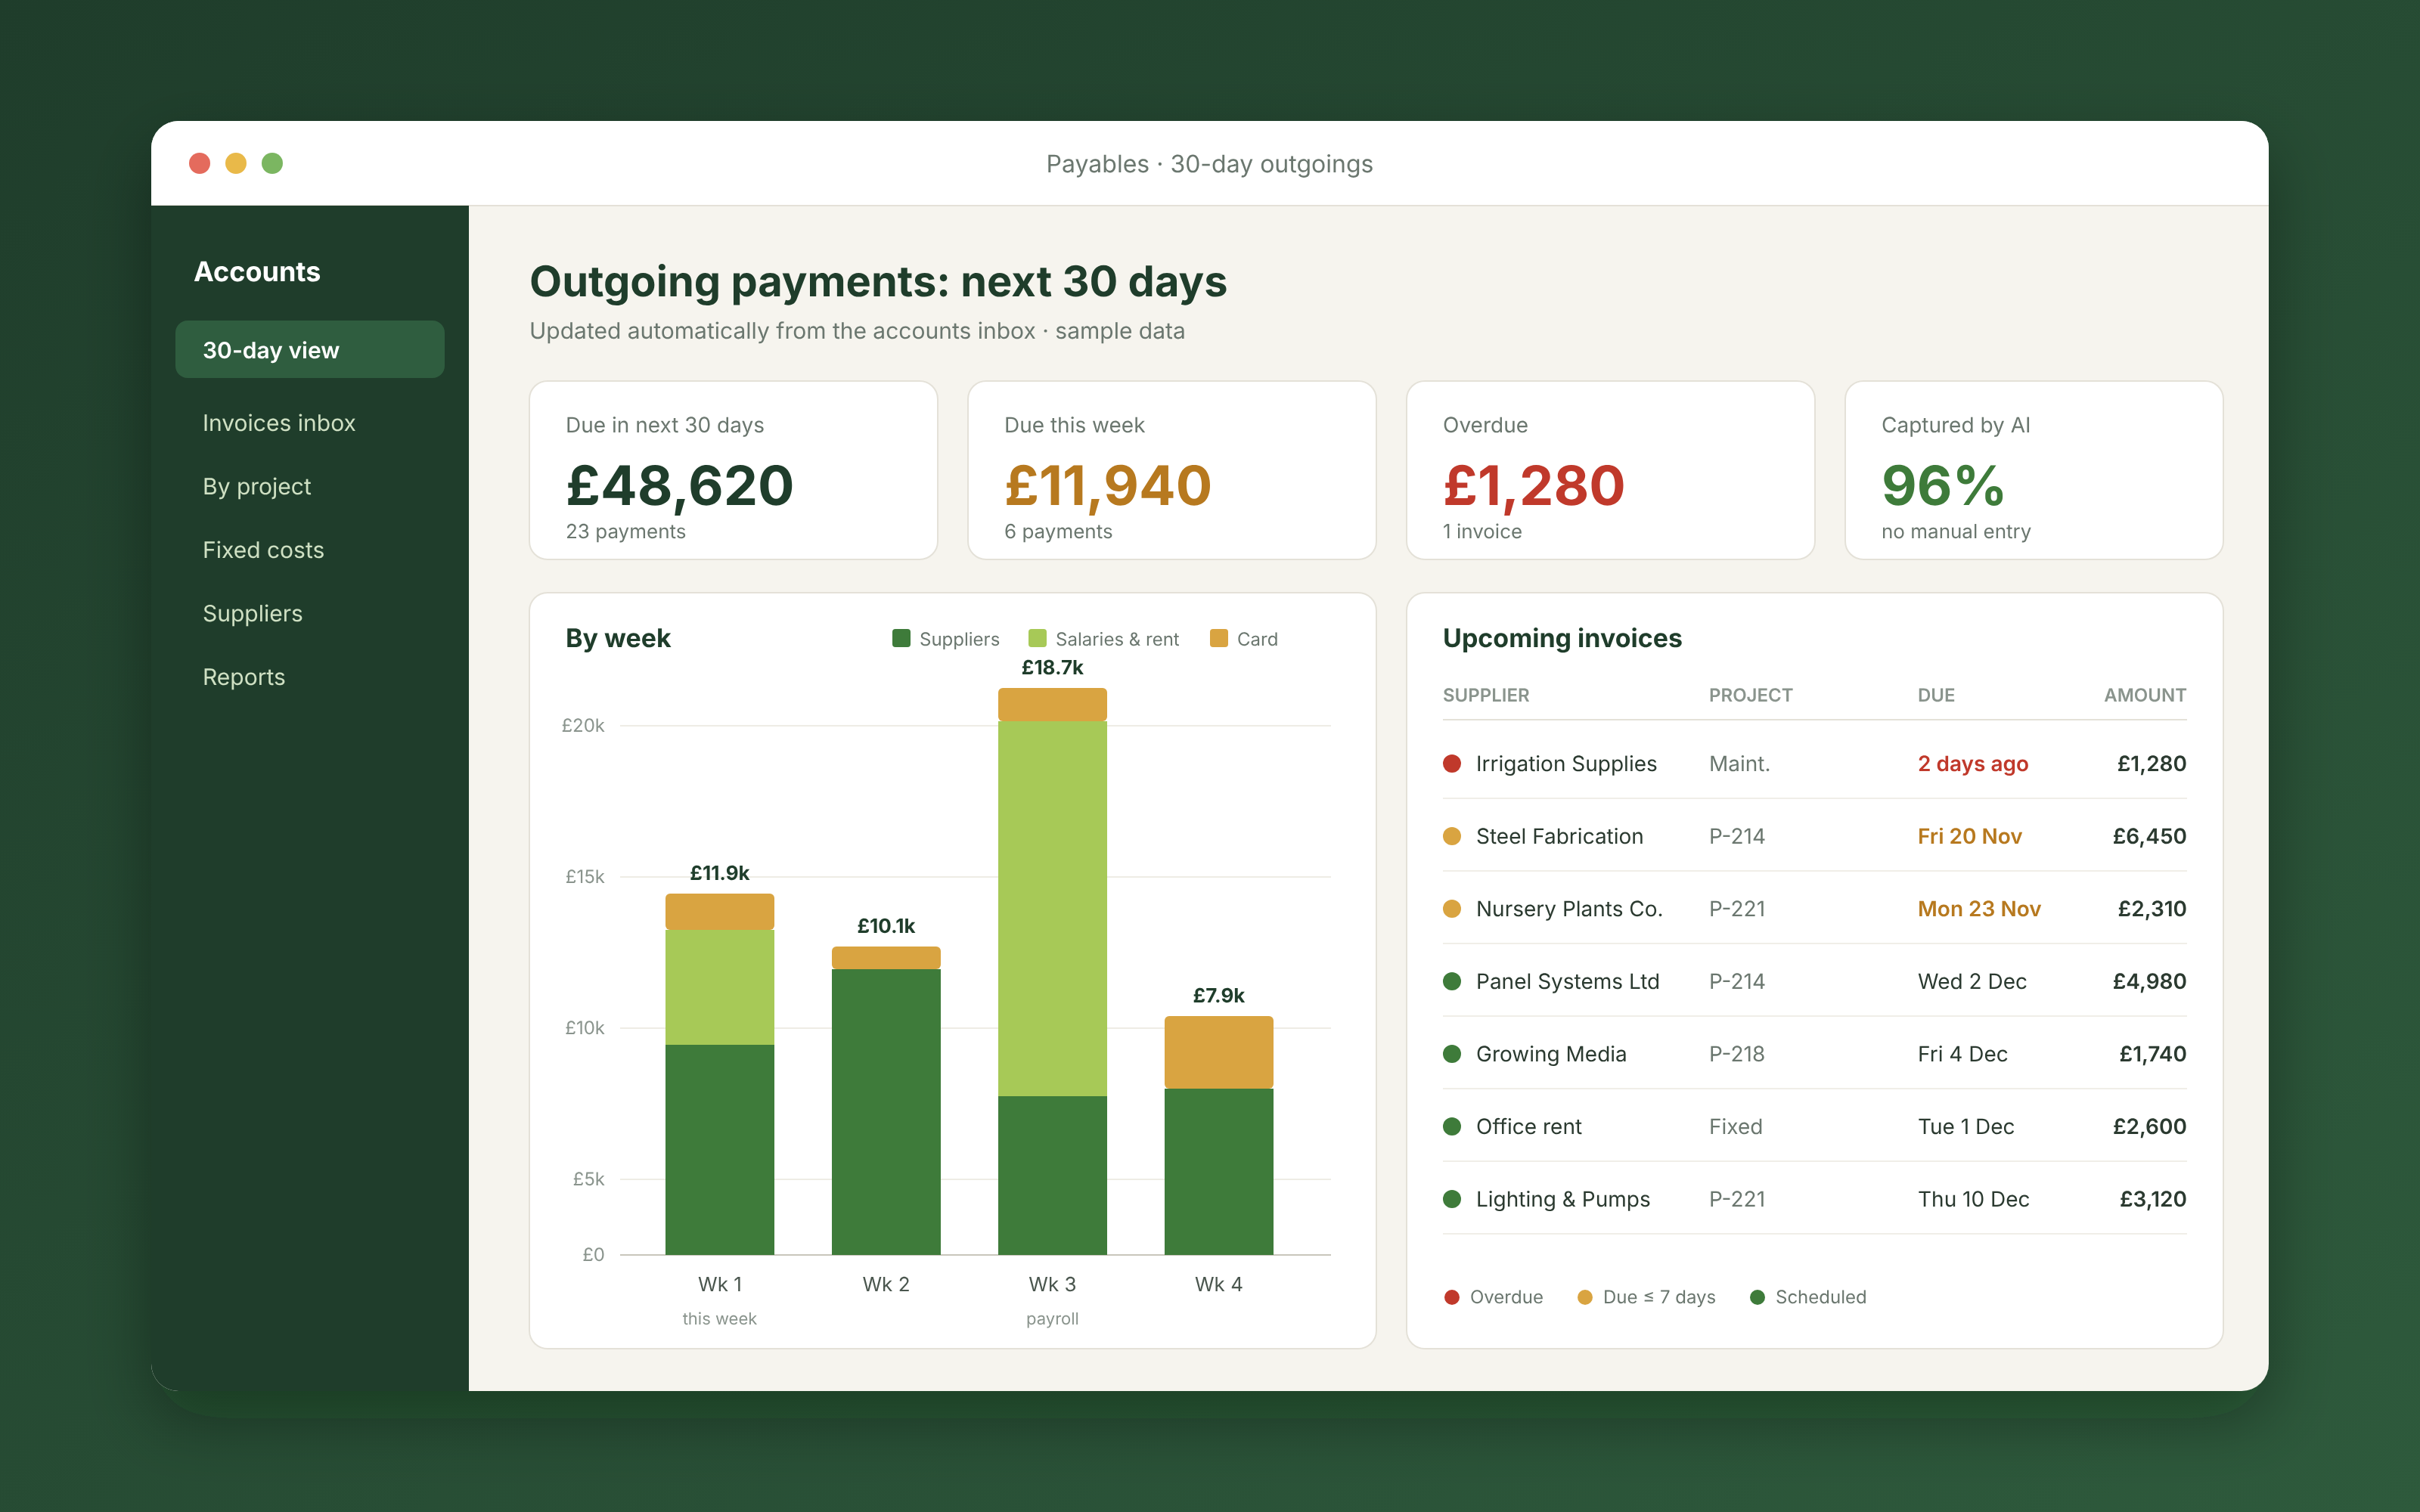 Payables · 30-day outgoings
Accounts
30-day view
Invoices inbox
By project
Fixed costs
Suppliers
Reports
Outgoing payments: next 30 days
Updated automatically from the accounts inbox · sample data
Due in next 30 days
£48,620
23 payments
Due this week
£11,940
6 payments
Overdue
£1,280
1 invoice
Captured by AI
96%
no manual entry
By week
Suppliers Salaries & rent Card
£18.7k
£20k
£11.9k
£15k
£10.1k
£7.9k
£10k
£5k
£0
Wk 1 Wk 2 Wk 3 Wk 4
this week payroll
Upcoming invoices
SUPPLIER PROJECT DUE AMOUNT
Irrigation Supplies Maint. 2 days ago £1,280
Steel Fabrication P-214 Fri 20 Nov £6,450
Nursery Plants Co. P-221 Mon 23 Nov £2,310
Panel Systems Ltd P-214 Wed 2 Dec £4,980
Growing Media P-218 Fri 4 Dec £1,740
Office rent Fixed Tue 1 Dec £2,600
Lighting & Pumps P-221 Thu 10 Dec £3,120
Overdue Due ≤ 7 days Scheduled